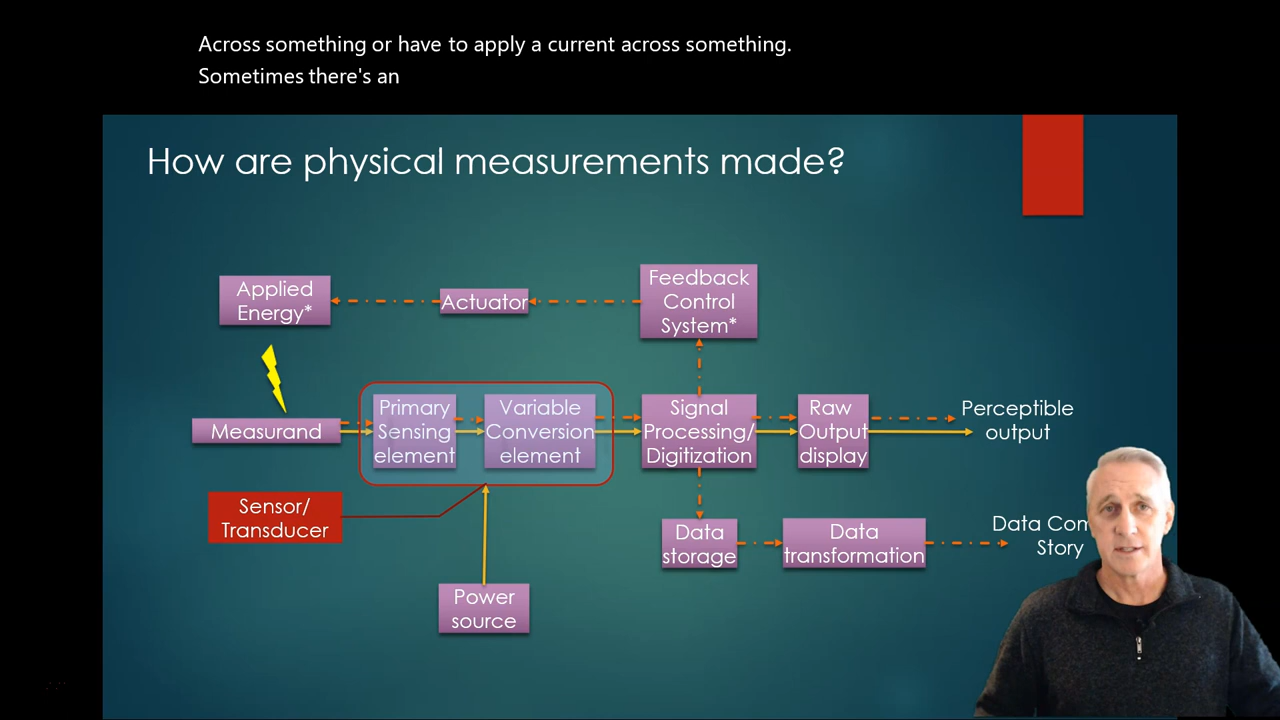 Across something or have to apply a current across something.
Sometimes there's an
How are physical measurements made?
Applied
Energy*
Actuator
Feedback
Control
System*
Measurand
Primary
Sensing
element
Variable
Conversion
element
Signal
Processing/
Digitization
Raw
Output
display
Perceptible
output
Sensor/
Transducer
Data
storage
Data
transformation
Data Com
Story
Power
source